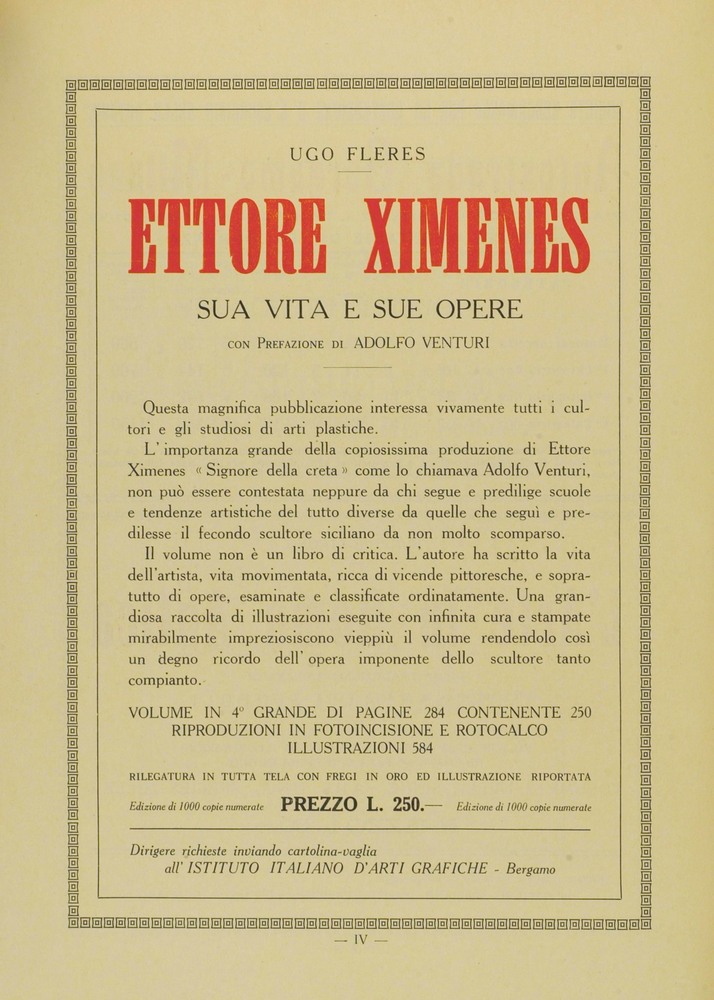 UGO FLERES
ETTORE XIMENES
SUA VITA E SUE OPERE
CON PREFAZIONE DI ADOLFO VENTURI
Questa magnifica pubblicazione interessa vivamente tutti i cul-
tori e gli studiosi di arti plastiche.
L'importanza grande della copiosissima produzione di Ettore
Ximenes « Signore della creta » come lo chiamava Adolfo Venturi,
non può essere contestata neppure da chi segue e predilige scuole
e tendenze artistiche del tutto diverse da quelle che seguì e pre-
dilesse il fecondo scultore siciliano da non molto scomparso.
Il volume non è un libro di critica. L'autore ha scritto la vita
dell'artista, vita movimentata, ricca di vicende pittoresche, e sopra-
tutto di opere, esaminate e classificate ordinatamente. Una gran-
diosa raccolta di illustrazioni eseguite con infinita cura e stampate
mirabilmente impreziosiscono vieppiù il volume rendendolo così
un degno ricordo dell'opera imponente dello scultore tanto
compianto.
VOLUME IN 4º GRANDE DI PAGINE 284 CONTENENTE 250
RIPRODUZIONI IN FOTOINCISIONE E ROTOCALCO
ILLUSTRAZIONI 584
RILEGATURA IN TUTTA TELA CON FREGI IN ORO ED ILLUSTRAZIONE RIPORTATA
Edizione di 1000 copie numerate PREZZO L. 250.— Edizione di 1000 copie numerate
Dirigere richieste inviando cartolina-vaglia
all' ISTITUTO ITALIANO D'ARTI GRAFICHE - Bergamo
— IV —